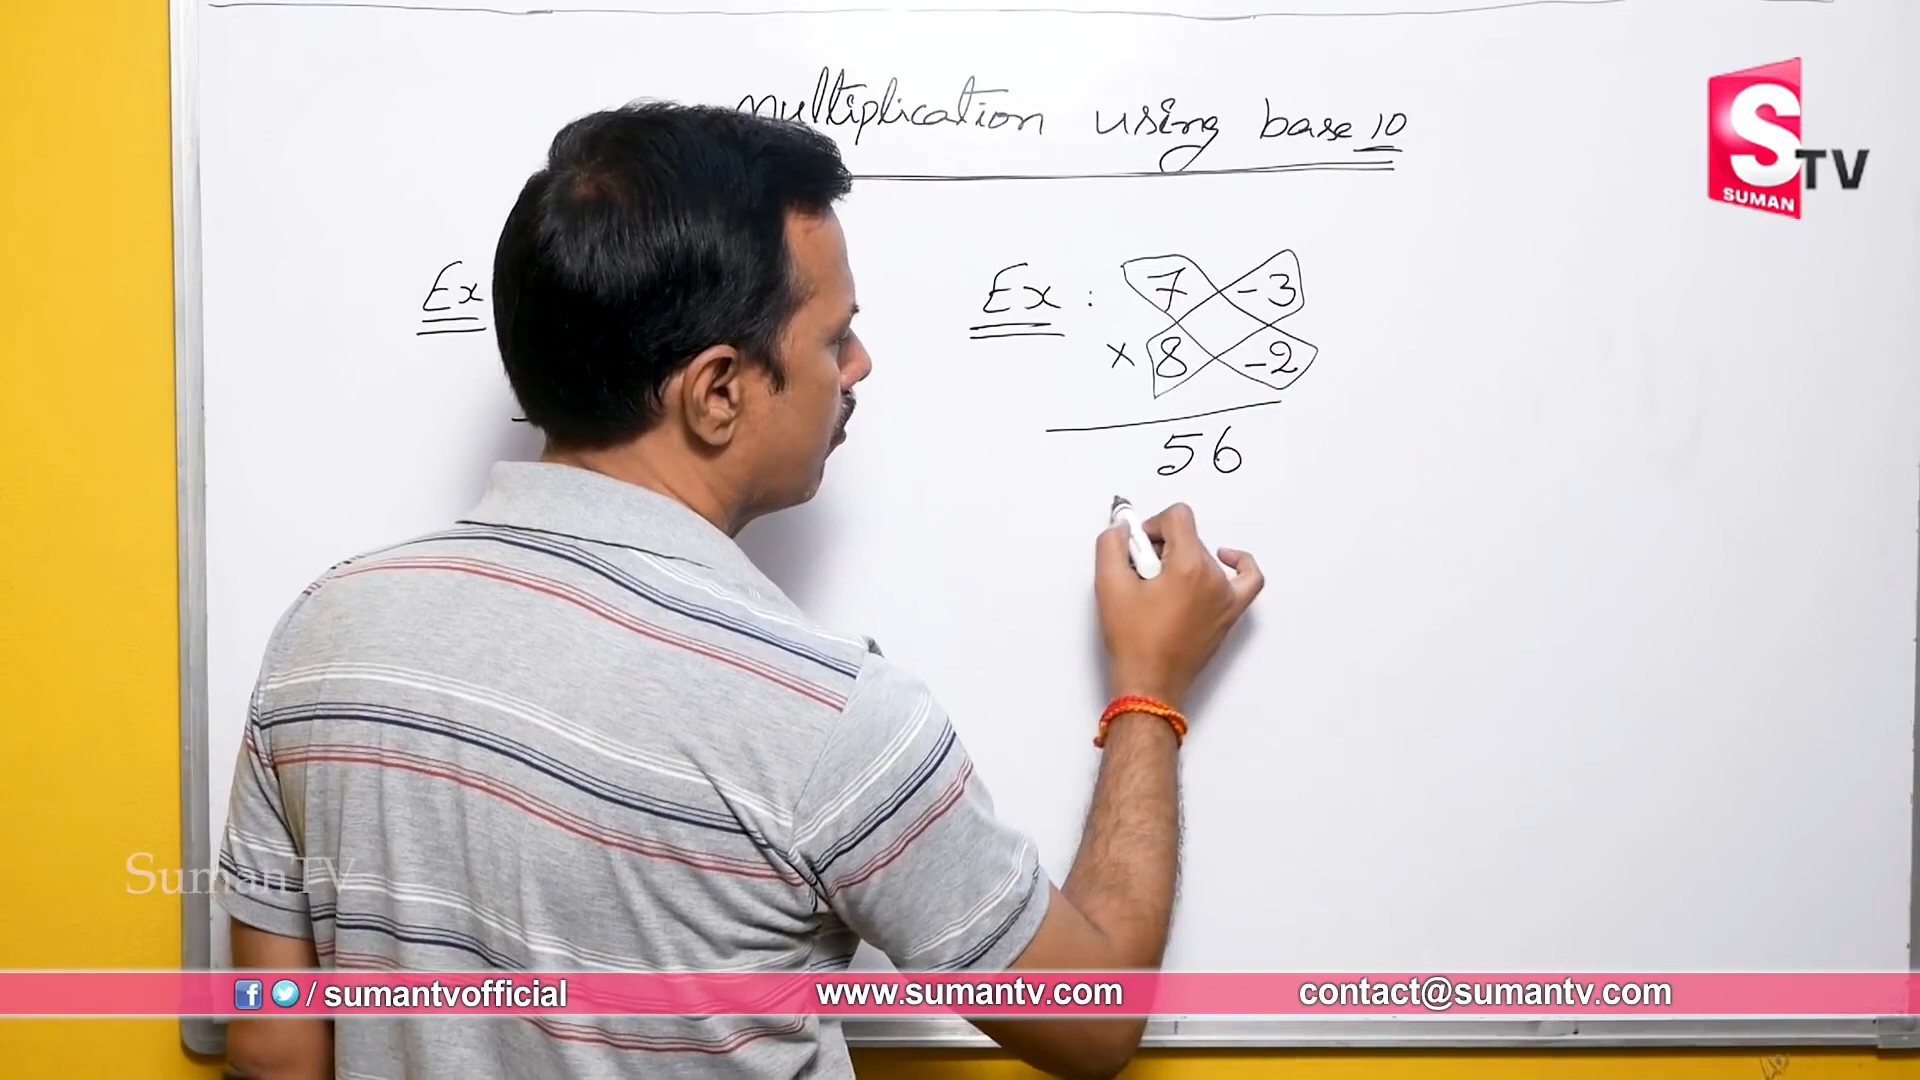 multiplication using base 10
Ex
Ex : 7 -3
× 8 -2
56
S TV
SUMAN
SumanTV
/ sumantvofficial
www.sumantv.com
contact@sumantv.com